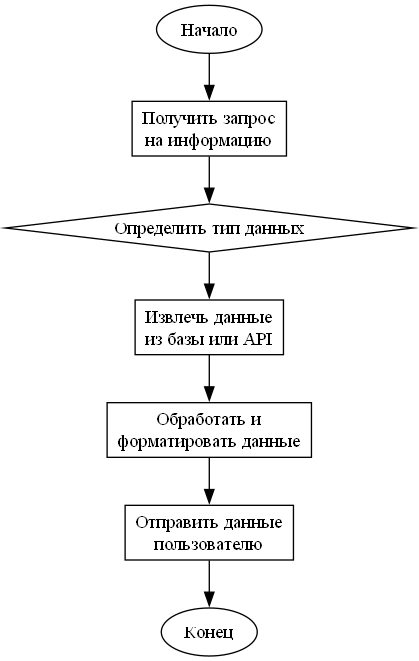 Начало
Получить запрос
на информацию
Определить тип данных
Извлечь данные
из базы или API
Обработать и
форматировать данные
Отправить данные
пользователю
Конец